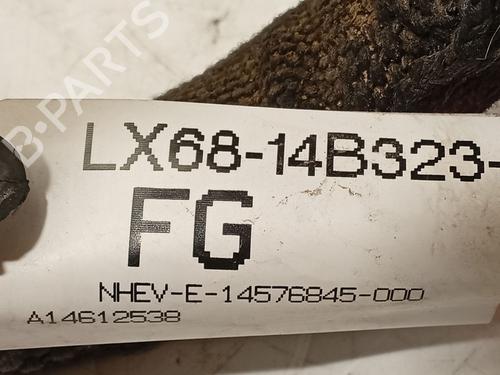 B-PARTS
LX68-14B323-
FG
NHEV-E-14576845-000
A14612538